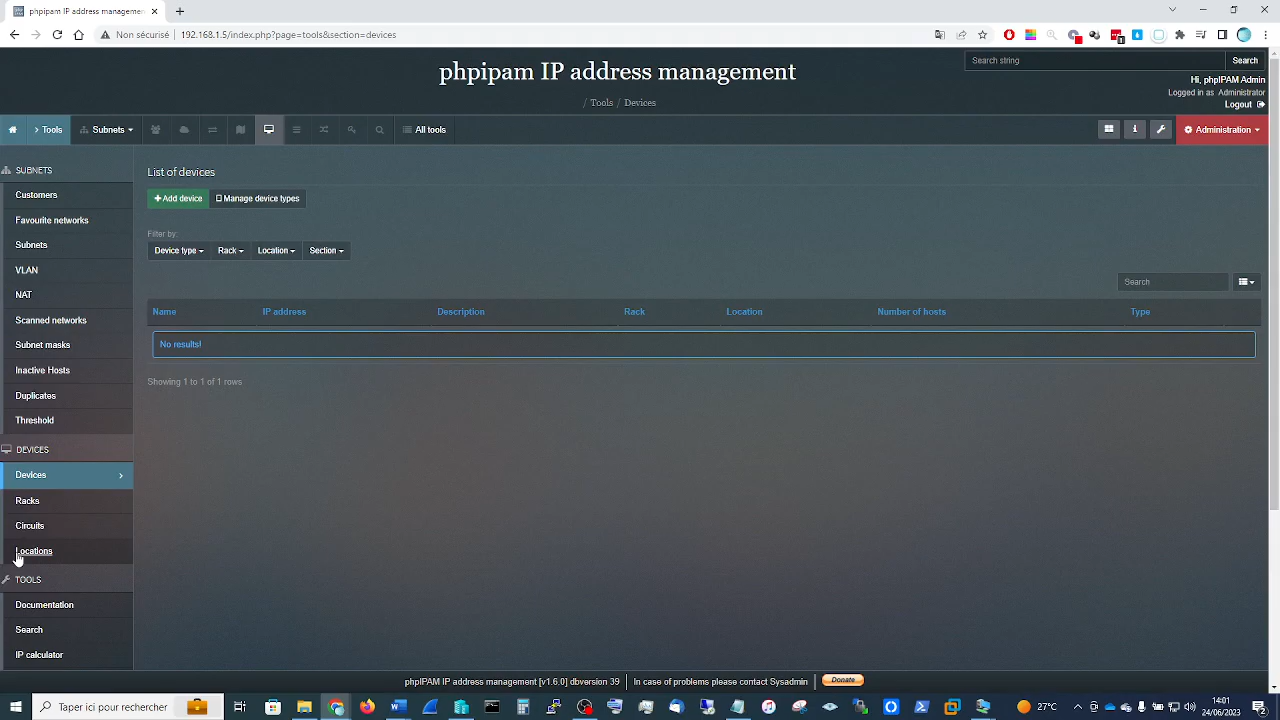 phpipam IP address managemen
Non sécurisé 192.168.1.5/index.php?page=tools&section=devices
phpipam IP address management
Search string Search
Hi, phpIPAM Admin
Logged in as Administrator
Logout
/ Tools / Devices
Tools Subnets All tools Administration
SUBNETS
Customers
Favourite networks
Subnets
VLAN
NAT
Scanned networks
Subnet masks
Inactive Hosts
Duplicates
Threshold
DEVICES
Devices
Racks
Circuits
Locations
TOOLS
Documentation
Search
IP calculator
List of devices
Add device Manage device types
Filter by:
Device type Rack Location Section
Search
Name IP address Description Rack Location Number of hosts Type
No results!
Showing 1 to 1 of 1 rows
phpIPAM IP address management [v1.6.0] dbversion 39 In case of problems please contact Sysadmin Donate
Taper ici pour rechercher
27°C
14:01
24/06/2023